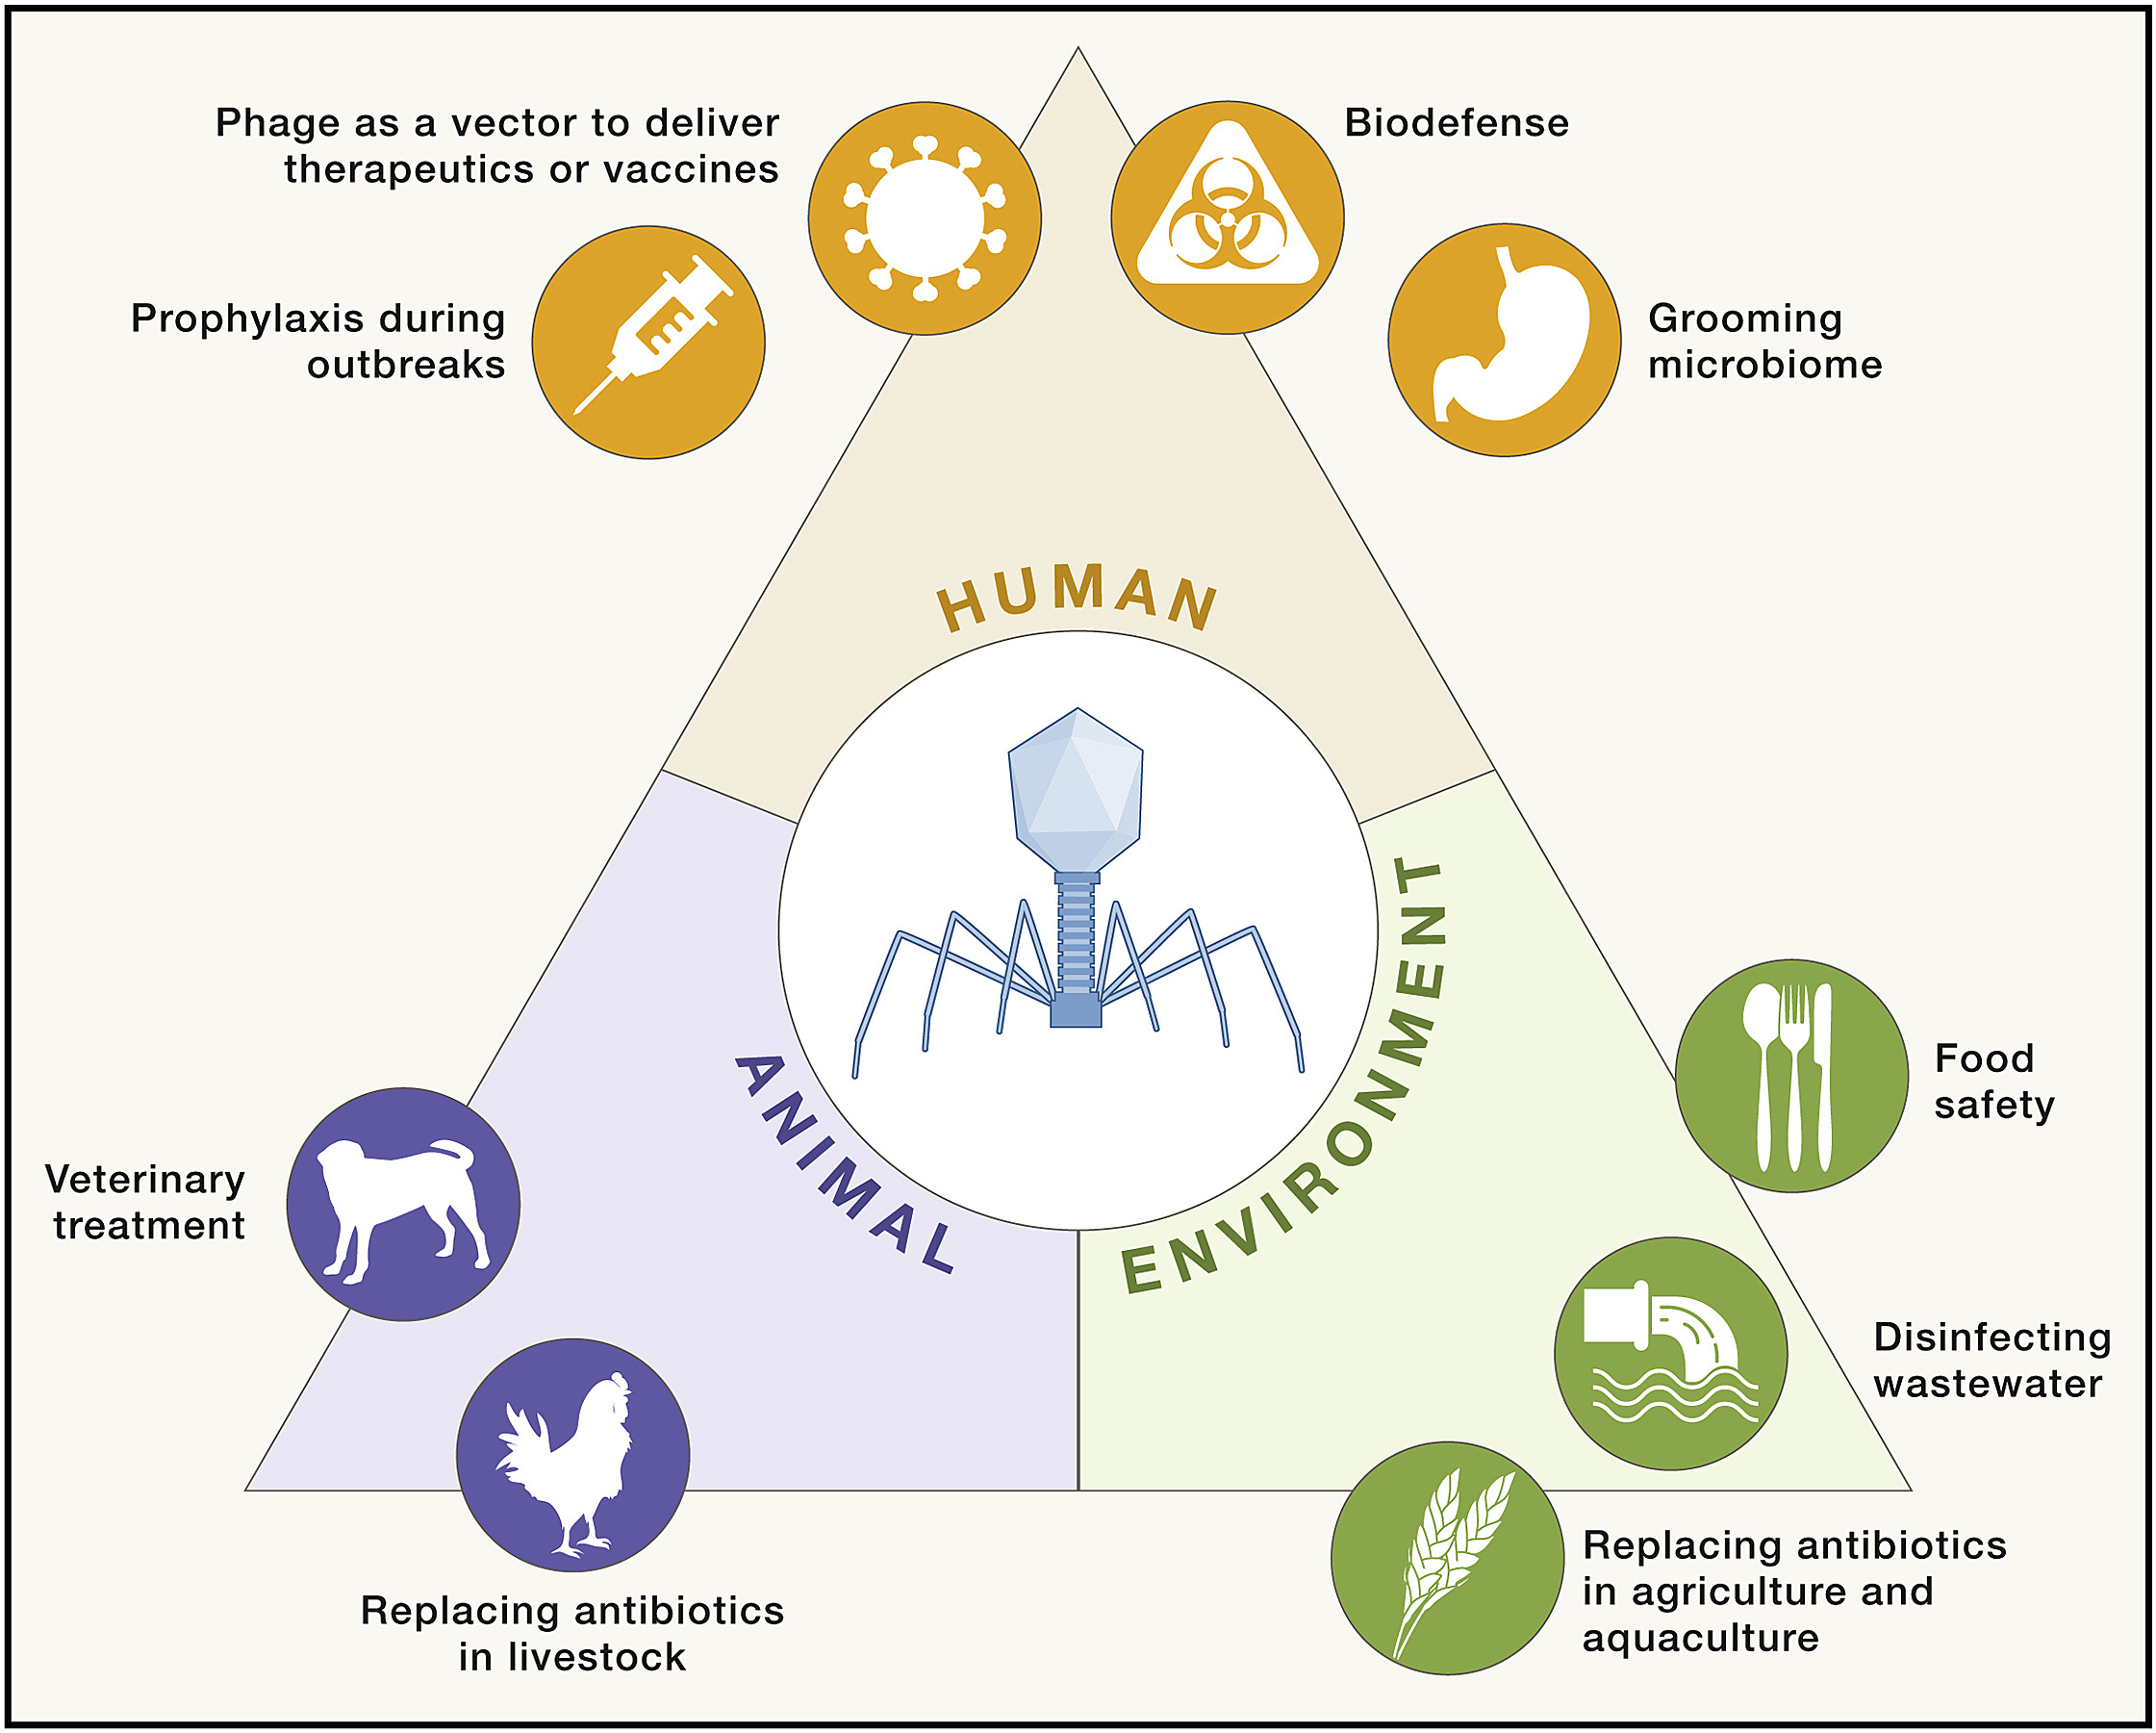 Phage as a vector to deliver
therapeutics or vaccines
Biodefense
Prophylaxis during
outbreaks
Grooming
microbiome
HUMAN
ANIMAL
ENVIRONMENT
Food
safety
Veterinary
treatment
Disinfecting
wastewater
Replacing antibiotics
in livestock
Replacing antibiotics
in agriculture and
aquaculture